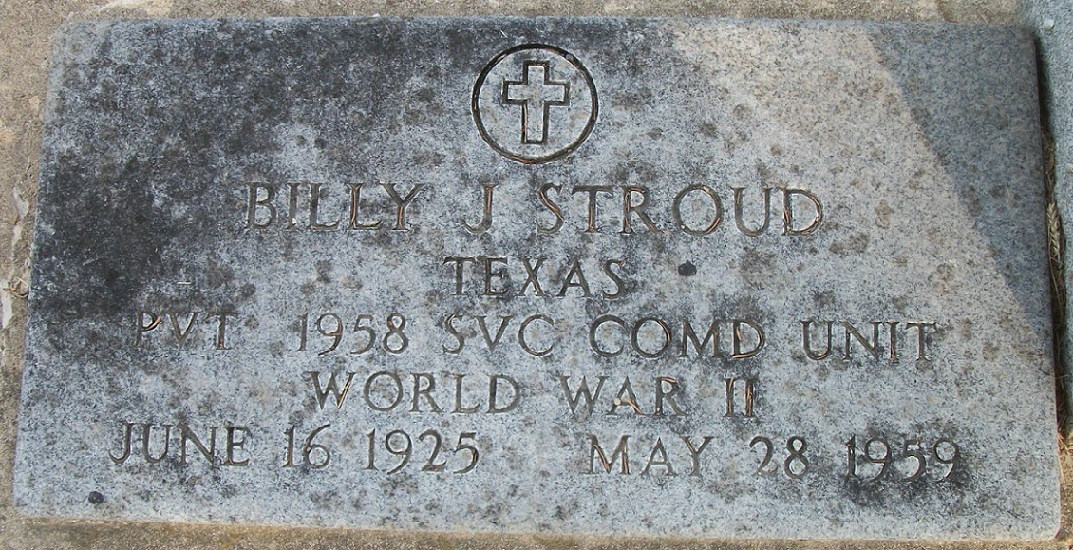 BILLY J STROUD
TEXAS
PVT 1958 SVC COMD UNIT
WORLD WAR II
JUNE 16 1925 MAY 28 1959